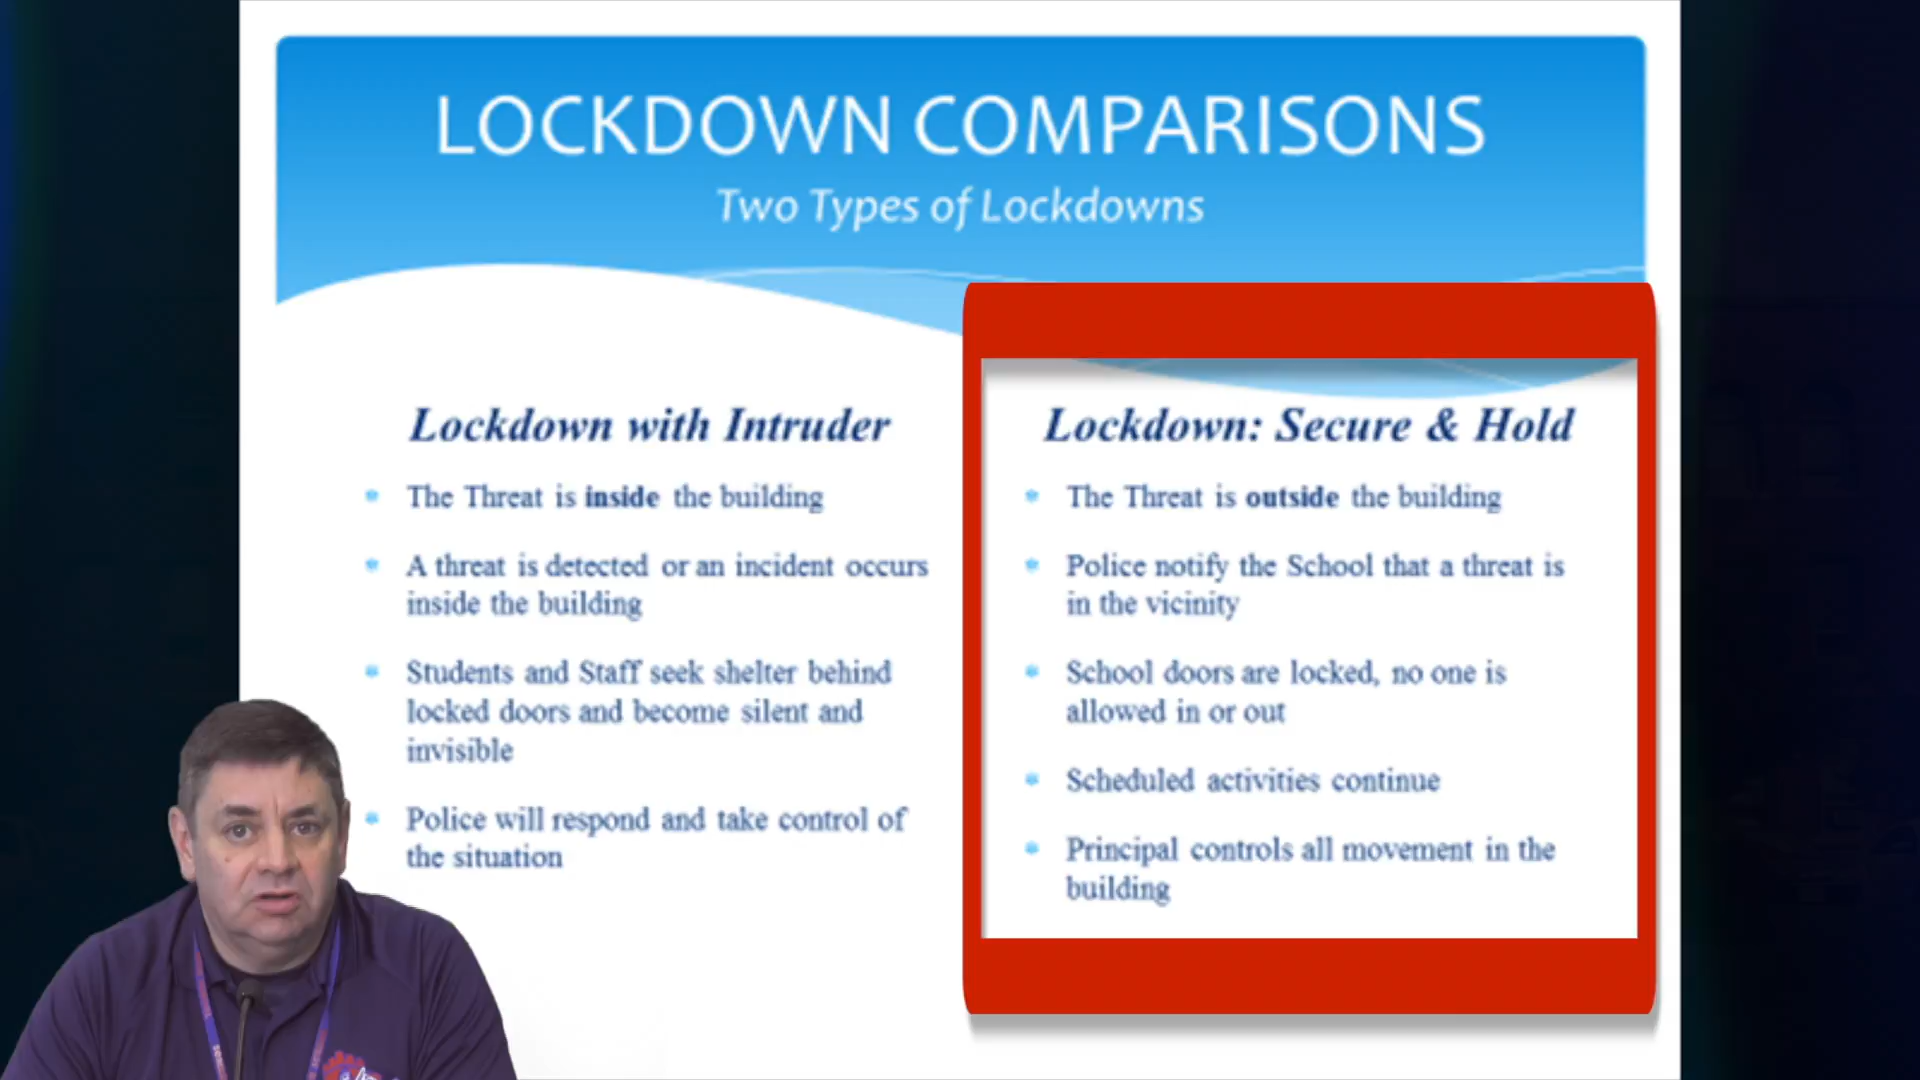 LOCKDOWN COMPARISONS
Two Types of Lockdowns
Lockdown with Intruder
The Threat is inside the building
A threat is detected or an incident occurs
inside the building
Students and Staff seek shelter behind
locked doors and become silent and
invisible
Police will respond and take control of
the situation
Lockdown: Secure & Hold
The Threat is outside the building
Police notify the School that a threat is
in the vicinity
School doors are locked, no one is
allowed in or out
Scheduled activities continue
Principal controls all movement in the
building